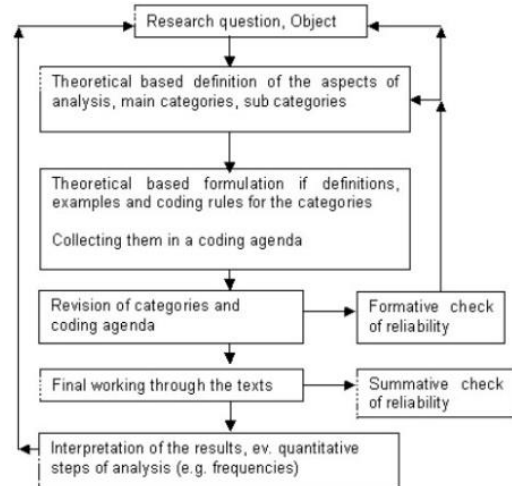 Research question, Object
Theoretical based definition of the aspects of
analysis, main categories, sub categories
Theoretical based formulation if definitions,
examples and coding rules for the categories
Collecting them in a coding agenda
Revision of categories and
coding agenda
Formative check
of reliability
Final working through the texts
Summative check
of reliability
Interpretation of the results, ev. quantitative
steps of analysis (e.g. frequencies)